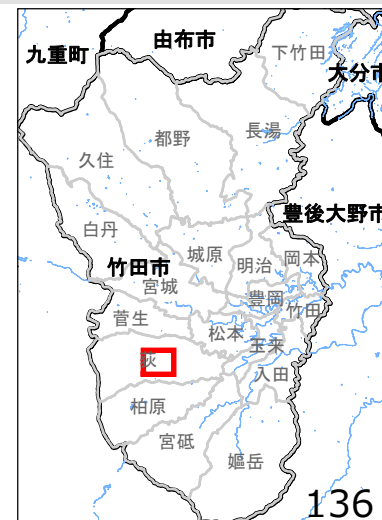 由布市
九重町
下竹田
大分市
都野
長湯
久住
豊後大野市
白丹
城原
明治
岡本
竹田市
宮城
豊岡
竹田
菅生
松本
玉来
荻
入田
柏原
宮砥
嫗岳
136